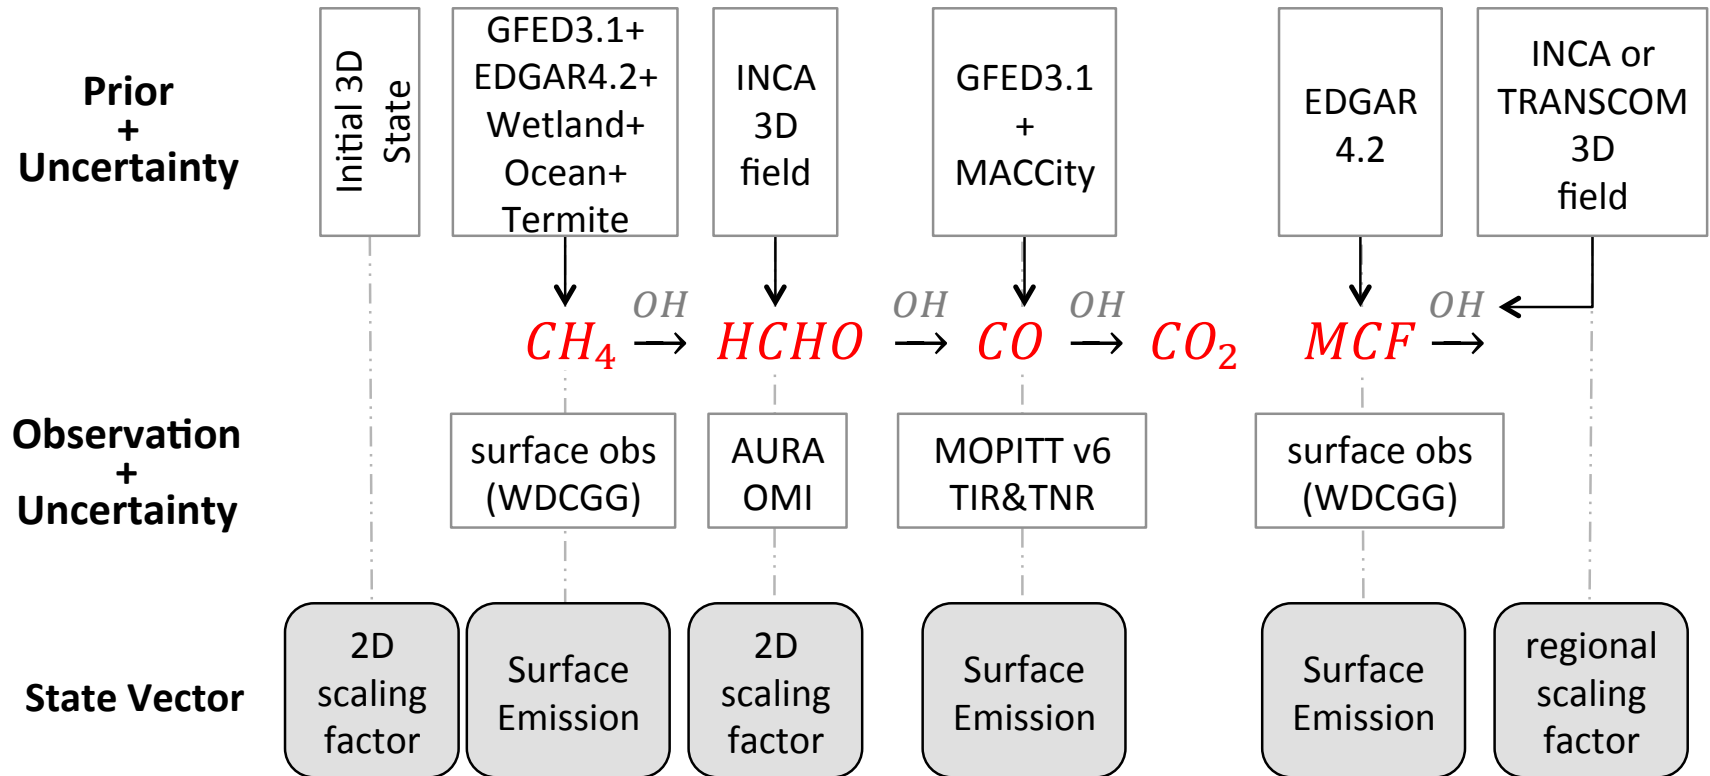 Prior
+
Uncertainty
Initial 3D
State
GFED3.1+
EDGAR4.2+
Wetland+
Ocean+
Termite
INCA
3D
field
GFED3.1
+
MACCity
EDGAR
4.2
INCA or
TRANSCOM
3D
field
CH₄ → OH HCHO → OH CO → OH CO₂ MCF → OH
Observation
+
Uncertainty
surface obs
(WDCGG)
AURA
OMI
MOPITT v6
TIR&TNR
surface obs
(WDCGG)
State Vector
2D
scaling
factor
Surface
Emission
2D
scaling
factor
Surface
Emission
Surface
Emission
regional
scaling
factor